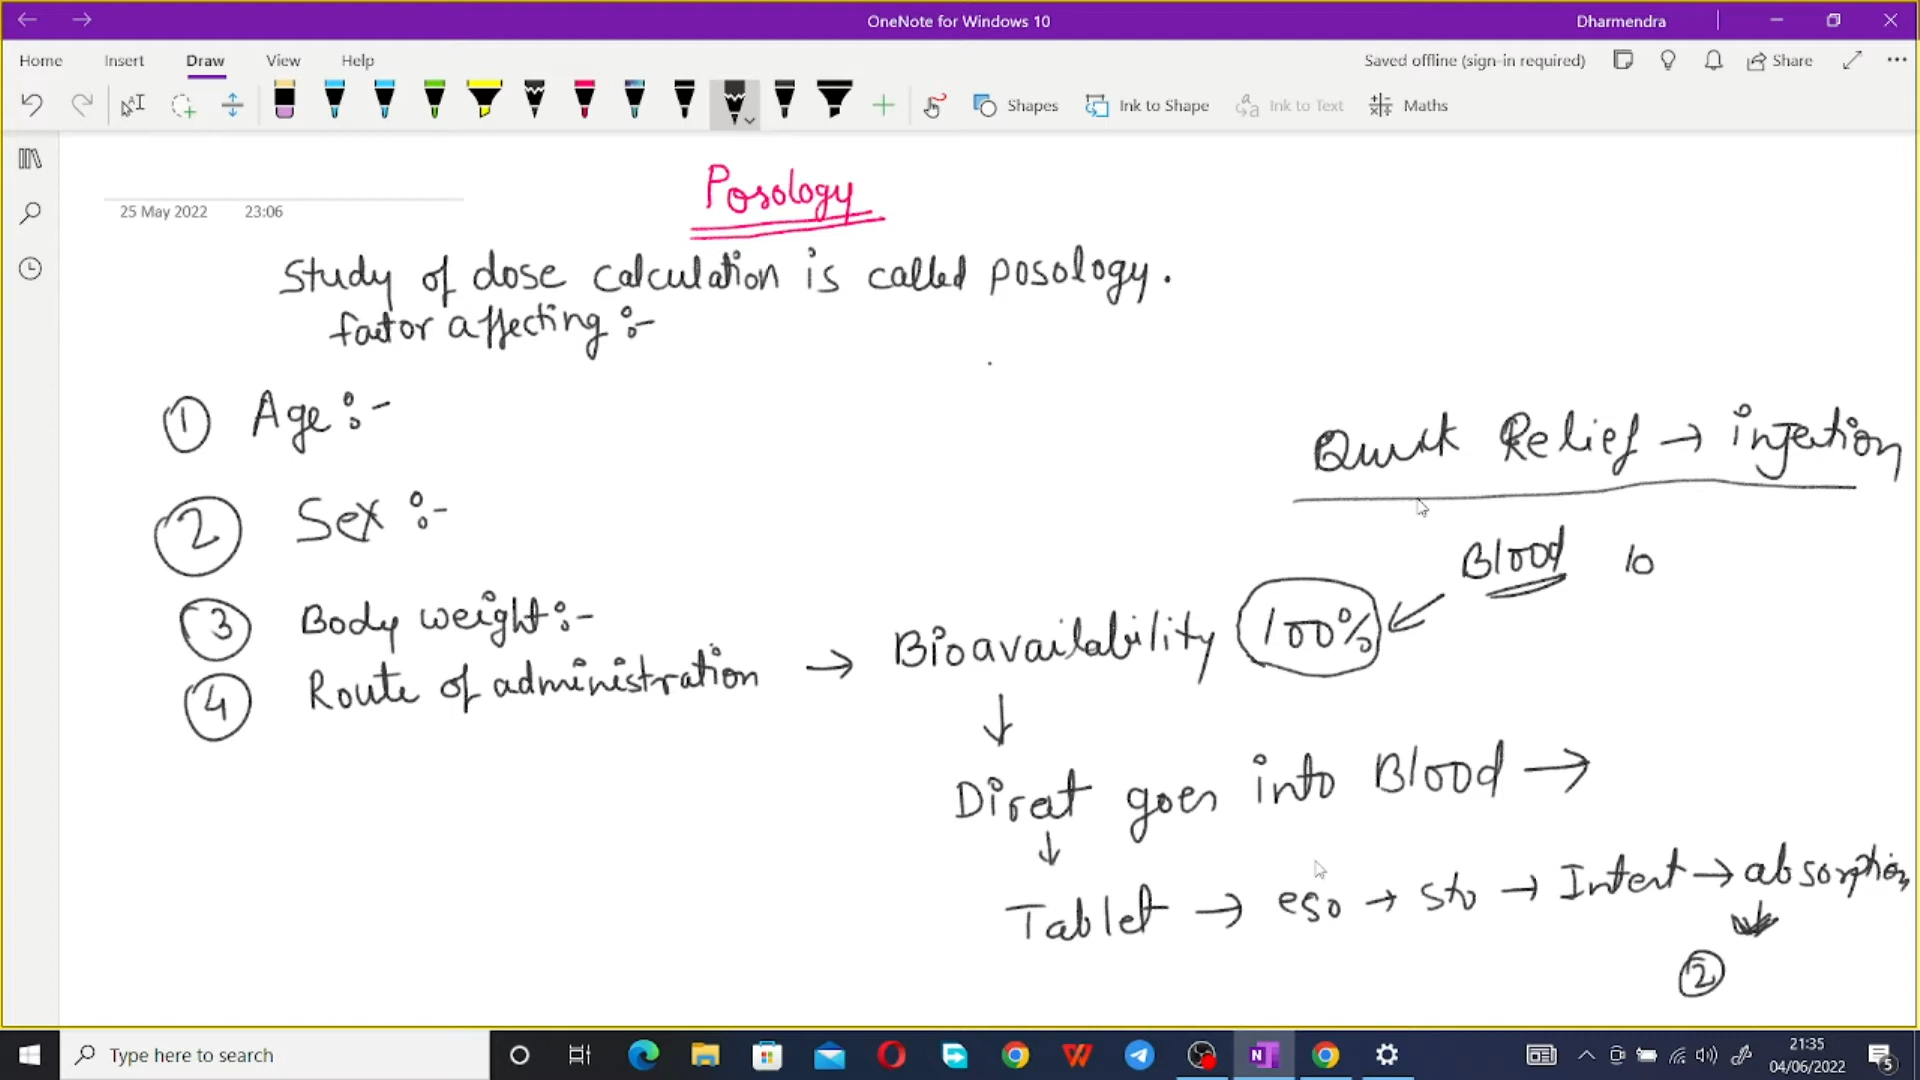 OneNote for Windows 10
Dharmendra
Home Insert Draw View Help
Saved offline (sign-in required) Share
Shapes Ink to Shape Ink to Text Maths
Posology
25 May 2022 23:06
Study of dose calculation is called posology.
factor affecting :-
① Age :-
Quick Relief → injection
② Sex :-
Blood 10
③ Body weight :-
④ Route of administration → Bioavailability 100% ←
↓
Direct goes into Blood →
↓
Tablet → eso → sto → Intest → absorption
↓
②
Type here to search
N
W
21:35
04/06/2022
5